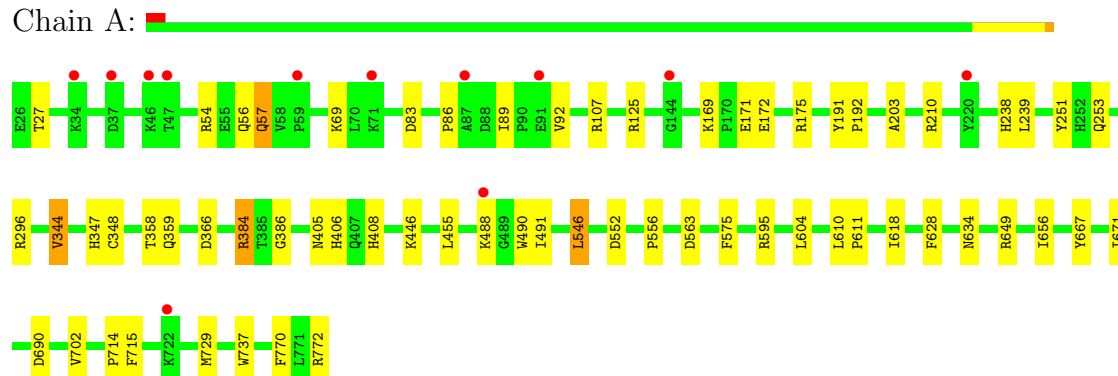 Chain A:
E26 T27 K34 D37 K46 T47 R54 E55 Q56 Q57 V58 P59 K69 L70 K71 D83 P86 A87 D88 I89 P90 E91 V92 R107 R125 G144 K169 P170 E171 E172 R175 Y191 P192 A203 R210 Y220 H238 L239 Y251 H252 Q253
R296 V344 H347 C348 T358 Q359 D366 R384 T385 G386 N405 H406 Q407 H408 K446 L455 K488 G489 W490 I491 L546 D552 P556 D563 F575 R595 L604 L610 P611 I618 F628 N634 R649 I656 Y667 I671
D690 V702 P714 F715 K722 M729 W737 F770 L771 R772